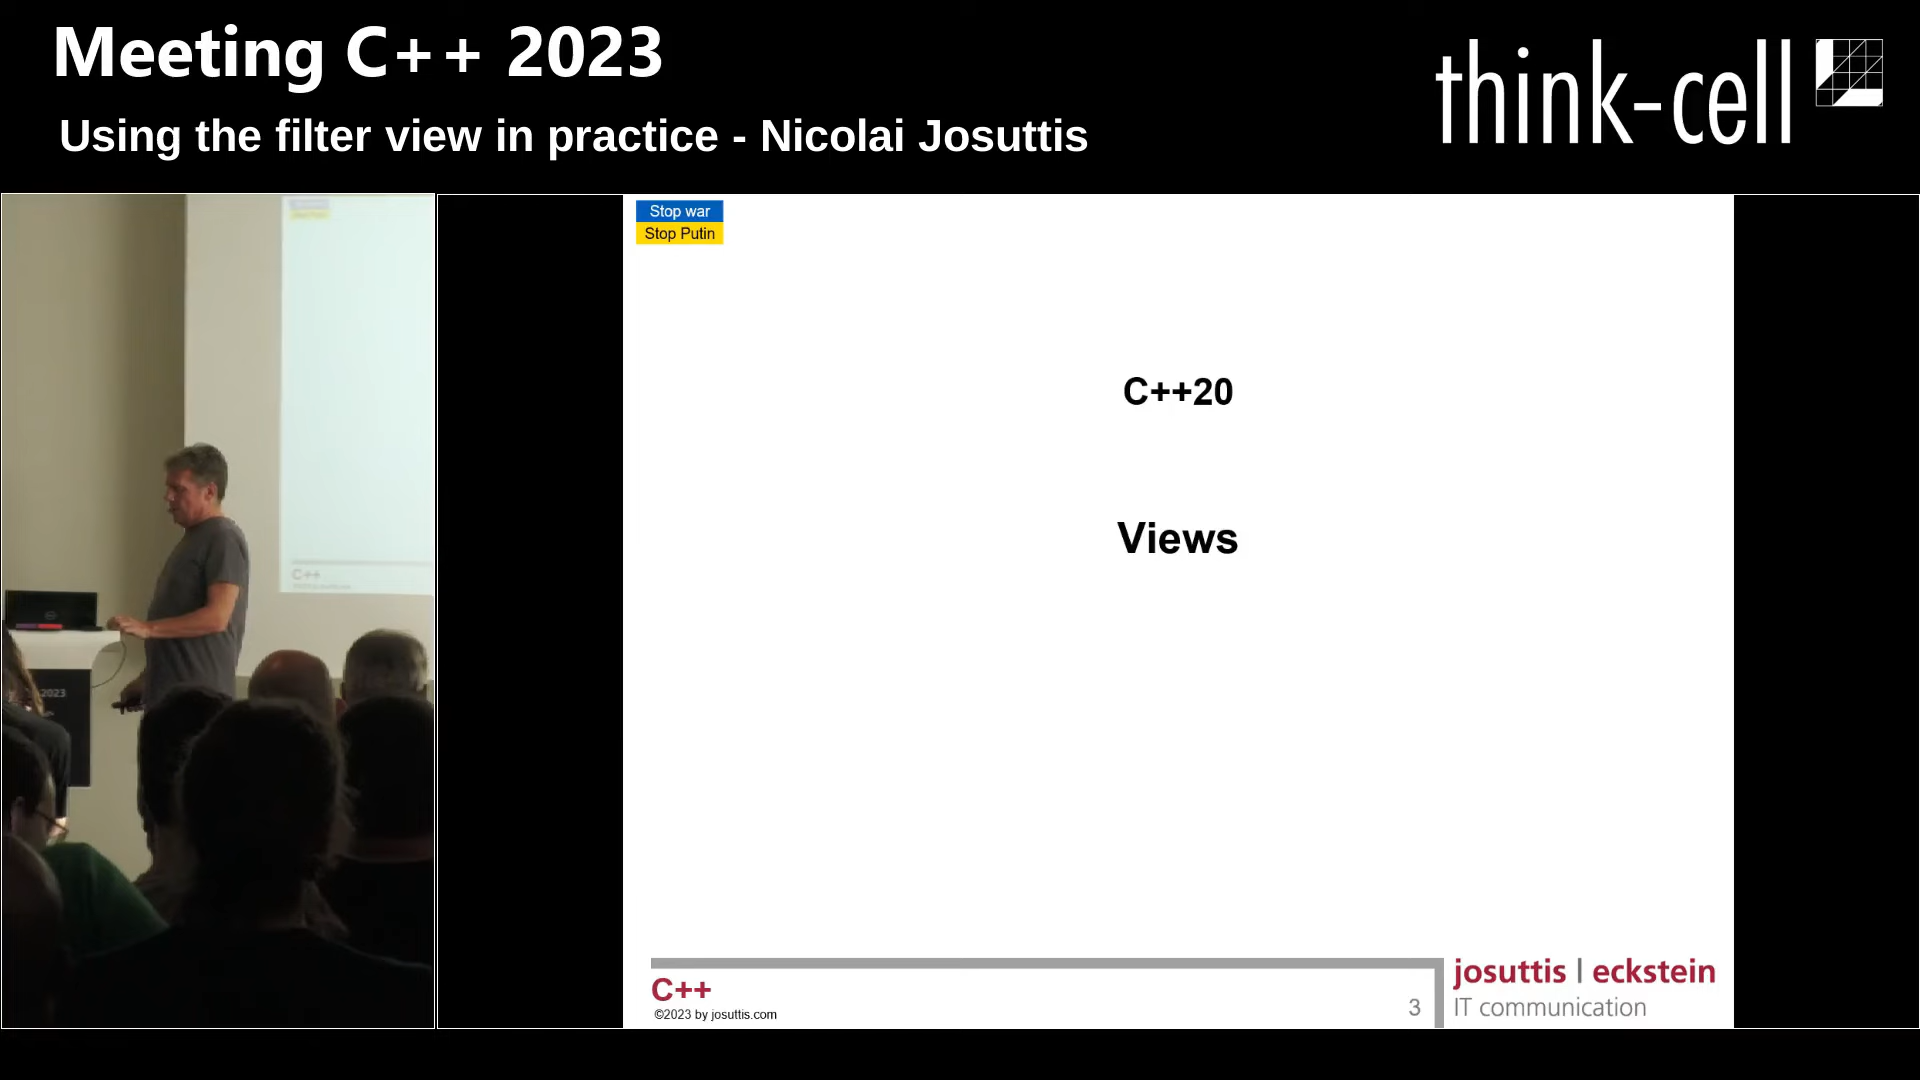 Meeting C++ 2023
Using the filter view in practice - Nicolai Josuttis
think-cell
Stop war
Stop Putin
C++20
Views
C++
2023
C++
©2023 by josuttis.com
3
josuttis | eckstein
IT communication